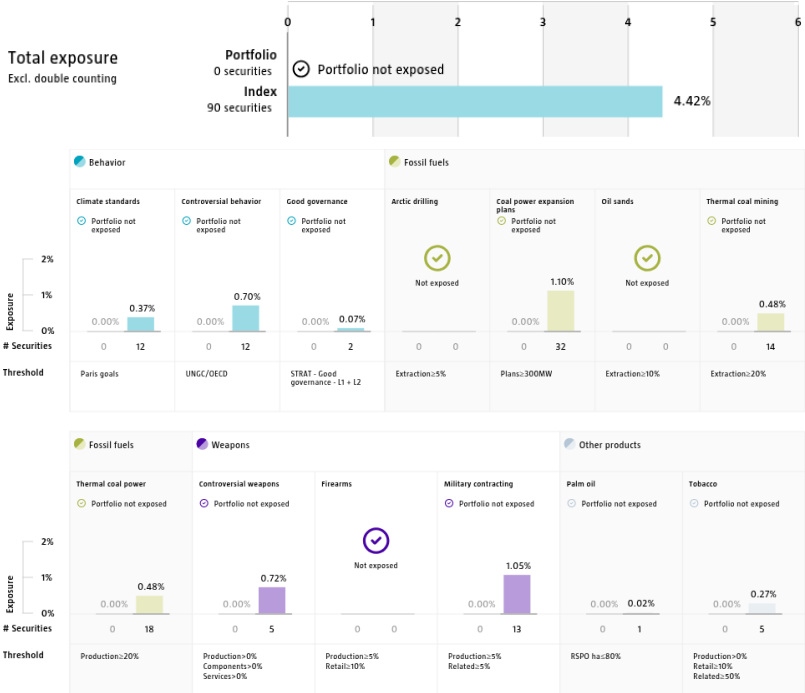 0 1 2 3 4 5 6
Total exposure
Excl. double counting
Portfolio
0 securities
Portfolio not exposed
Index
90 securities
4.42%
Behavior
Fossil fuels
Climate standards
Controversial behavior
Good governance
Arctic drilling
Coal power expansion
plans
Oil sands
Thermal coal mining
Portfolio not
exposed
Portfolio not
exposed
Portfolio not
exposed
Not exposed
Portfolio not
exposed
Not exposed
Portfolio not
exposed
Exposure
2%
1%
0%
0.00% 0.37%
0.00% 0.70%
0.00% 0.07%
0.00% 1.10%
0.00% 0.48%
# Securities 0 12 0 12 0 2 0 0 0 32 0 0 0 14
Threshold
Paris goals
UNGC/OECD
STRAT - Good
governance - L1 + L2
Extraction≥5%
Plans≥300MW
Extraction≥10%
Extraction≥20%
Fossil fuels
Weapons
Other products
Thermal coal power
Controversial weapons
Firearms
Military contracting
Palm oil
Tobacco
Portfolio not exposed
Portfolio not exposed
Not exposed
Portfolio not exposed
Portfolio not exposed
Portfolio not exposed
Exposure
2%
1%
0%
0.00% 0.48%
0.00% 0.72%
0.00% 1.05%
0.00% 0.02%
0.00% 0.27%
# Securities 0 18 0 5 0 0 0 13 0 1 0 5
Threshold
Production≥20%
Production>0%
Components>0%
Services>0%
Production≥5%
Retail≥10%
Production≥5%
Related≥5%
RSPO ha≤80%
Production>0%
Retail≥10%
Related≥50%